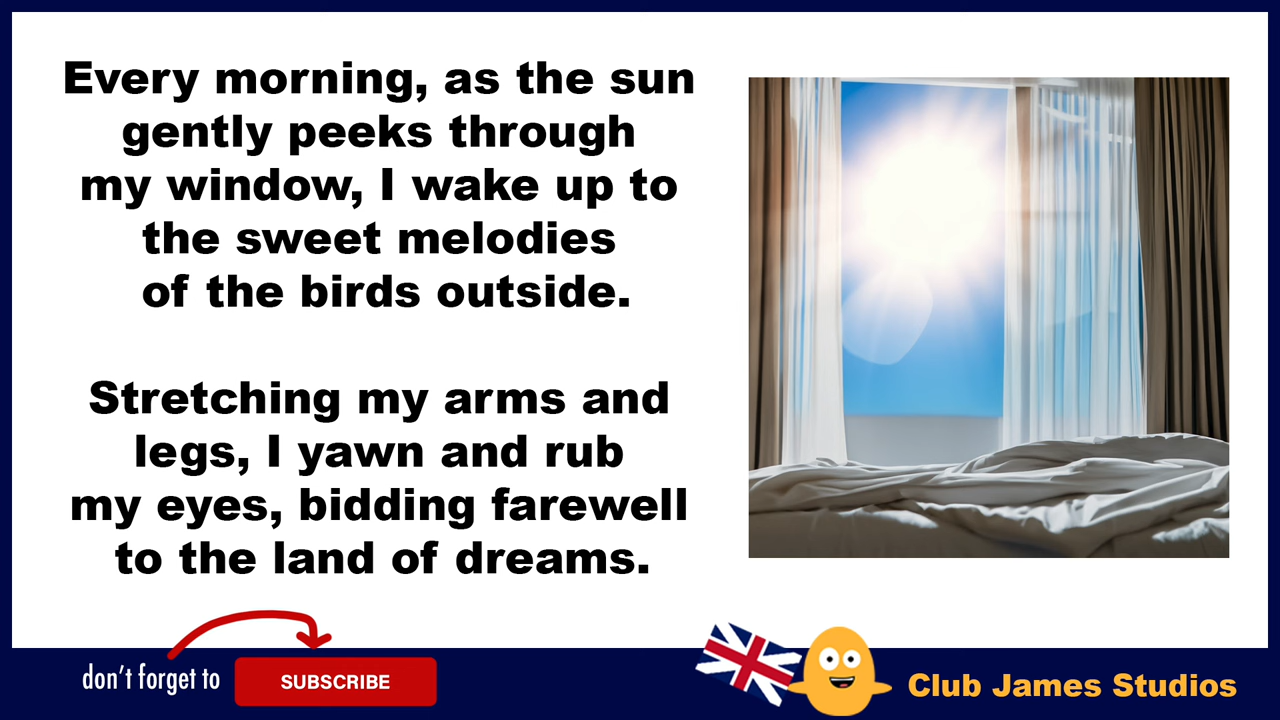 Every morning, as the sun
gently peeks through
my window, I wake up to
the sweet melodies
of the birds outside.
Stretching my arms and
legs, I yawn and rub
my eyes, bidding farewell
to the land of dreams.
don't forget to
SUBSCRIBE
Club James Studios